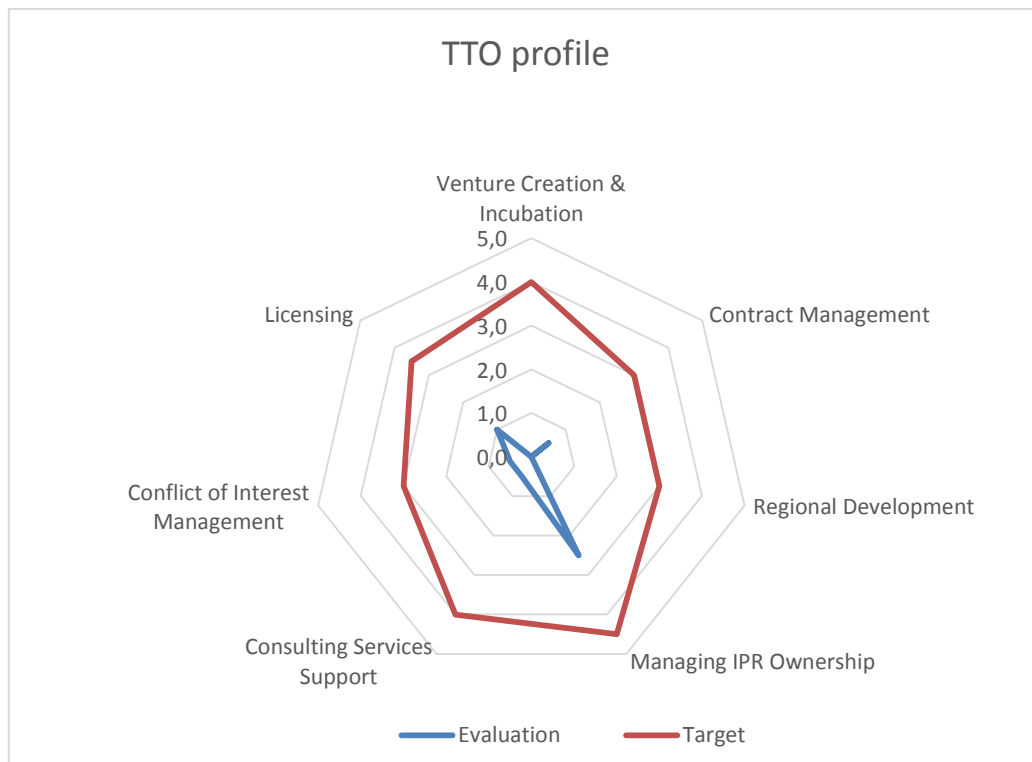 TTO profile
Venture Creation &
Incubation
5,0
4,0
Licensing
Contract Management
3,0
2,0
1,0
0,0
Conflict of Interest
Management
Regional Development
Consulting Services
Support
Managing IPR Ownership
Evaluation
Target